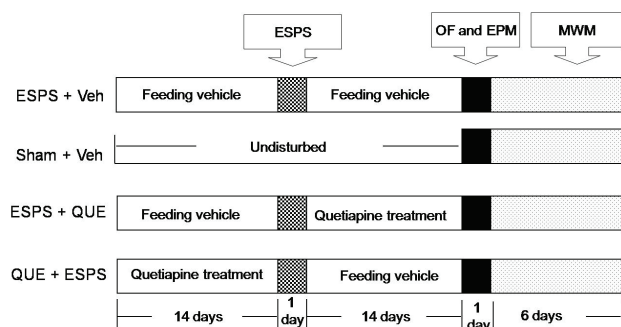 ESPS
OF and EPM
MWM
ESPS + Veh
Feeding vehicle
Feeding vehicle
Sham + Veh
Undisturbed
ESPS + QUE
Feeding vehicle
Quetiapine treatment
QUE + ESPS
Quetiapine treatment
Feeding vehicle
14 days
1
day
14 days
1
day
6 days